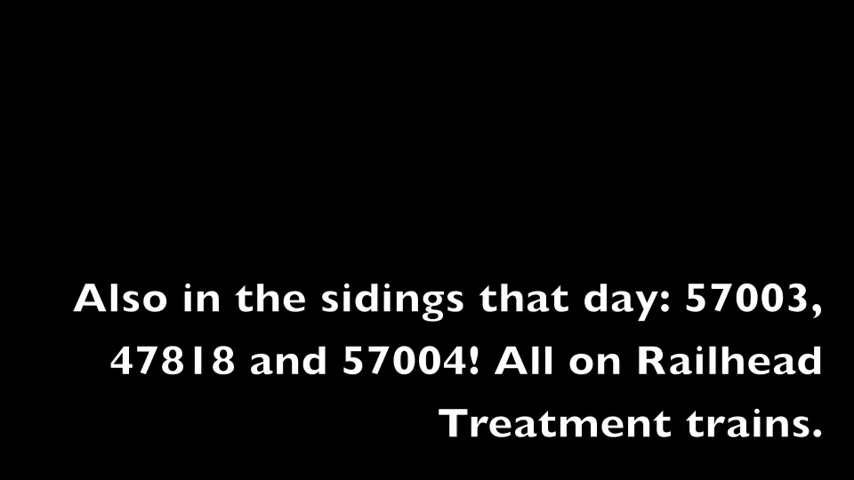 Also in the sidings that day: 57003,
47818 and 57004! All on Railhead
Treatment trains.